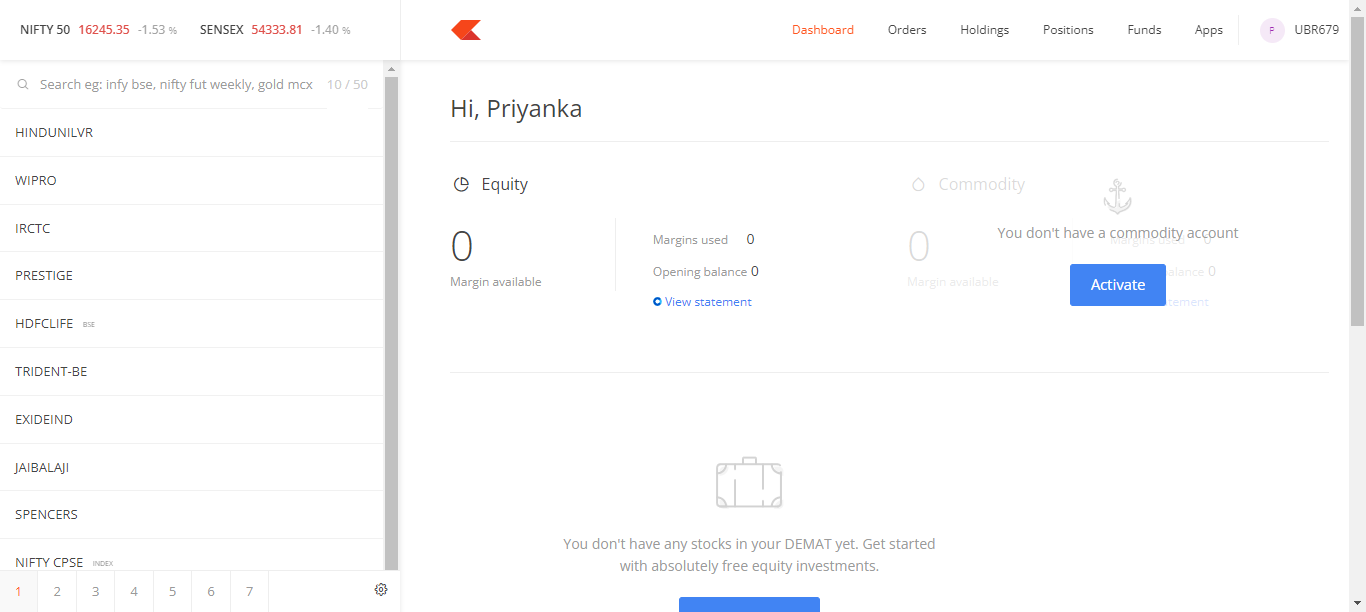 NIFTY 50 16245.35 -1.53 % SENSEX 54333.81 -1.40 %
Dashboard Orders Holdings Positions Funds Apps P UBR679
Search eg: infy bse, nifty fut weekly, gold mcx 10 / 50
HINDUNILVR
WIPRO
IRCTC
PRESTIGE
HDFCLIFE BSE
TRIDENT-BE
EXIDEIND
JAIBALAJI
SPENCERS
NIFTY CPSE INDEX
1 2 3 4 5 6 7
Hi, Priyanka
Equity
0
Margin available
Margins used 0
Opening balance 0
View statement
Commodity
0
Margin available
You don't have a commodity account
Margins used 0
alance 0
tement
Activate
You don't have any stocks in your DEMAT yet. Get started
with absolutely free equity investments.